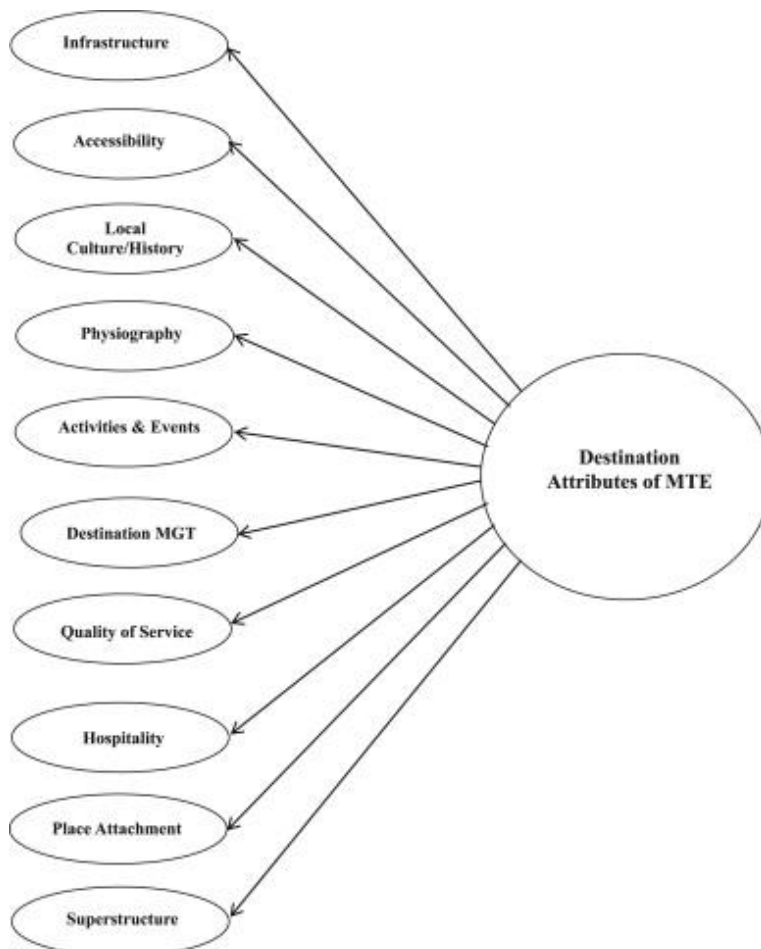 Infrastructure
Accessibility
Local
Culture/History
Physiography
Activities & Events
Destination MGT
Quality of Service
Hospitality
Place Attachment
Superstructure
Destination
Attributes of MTE